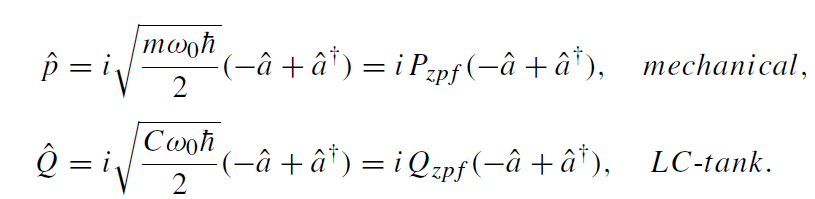 p̂ = i√(mω₀ħ/2) (−â + â†) = i P_zpf (−â + â†), mechanical,
Q̂ = i√(Cω₀ħ/2) (−â + â†) = i Q_zpf (−â + â†), LC-tank.